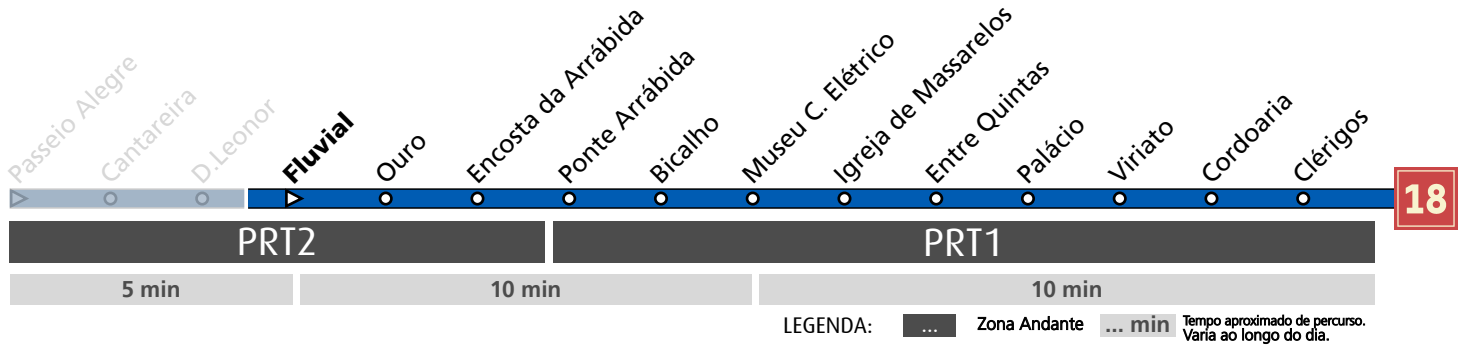 Passeio Alegre
Cantareira
D.Leonor
Fluvial
Ouro
Encosta da Arrábida
Ponte Arrábida
Bicalho
Museu C. Elétrico
Igreja de Massarelos
Entre Quintas
Palácio
Viriato
Cordoaria
Clérigos
18
PRT2
PRT1
5 min
10 min
10 min
LEGENDA:
...
Zona Andante
... min
Tempo aproximado de percurso.
Varia ao longo do dia.